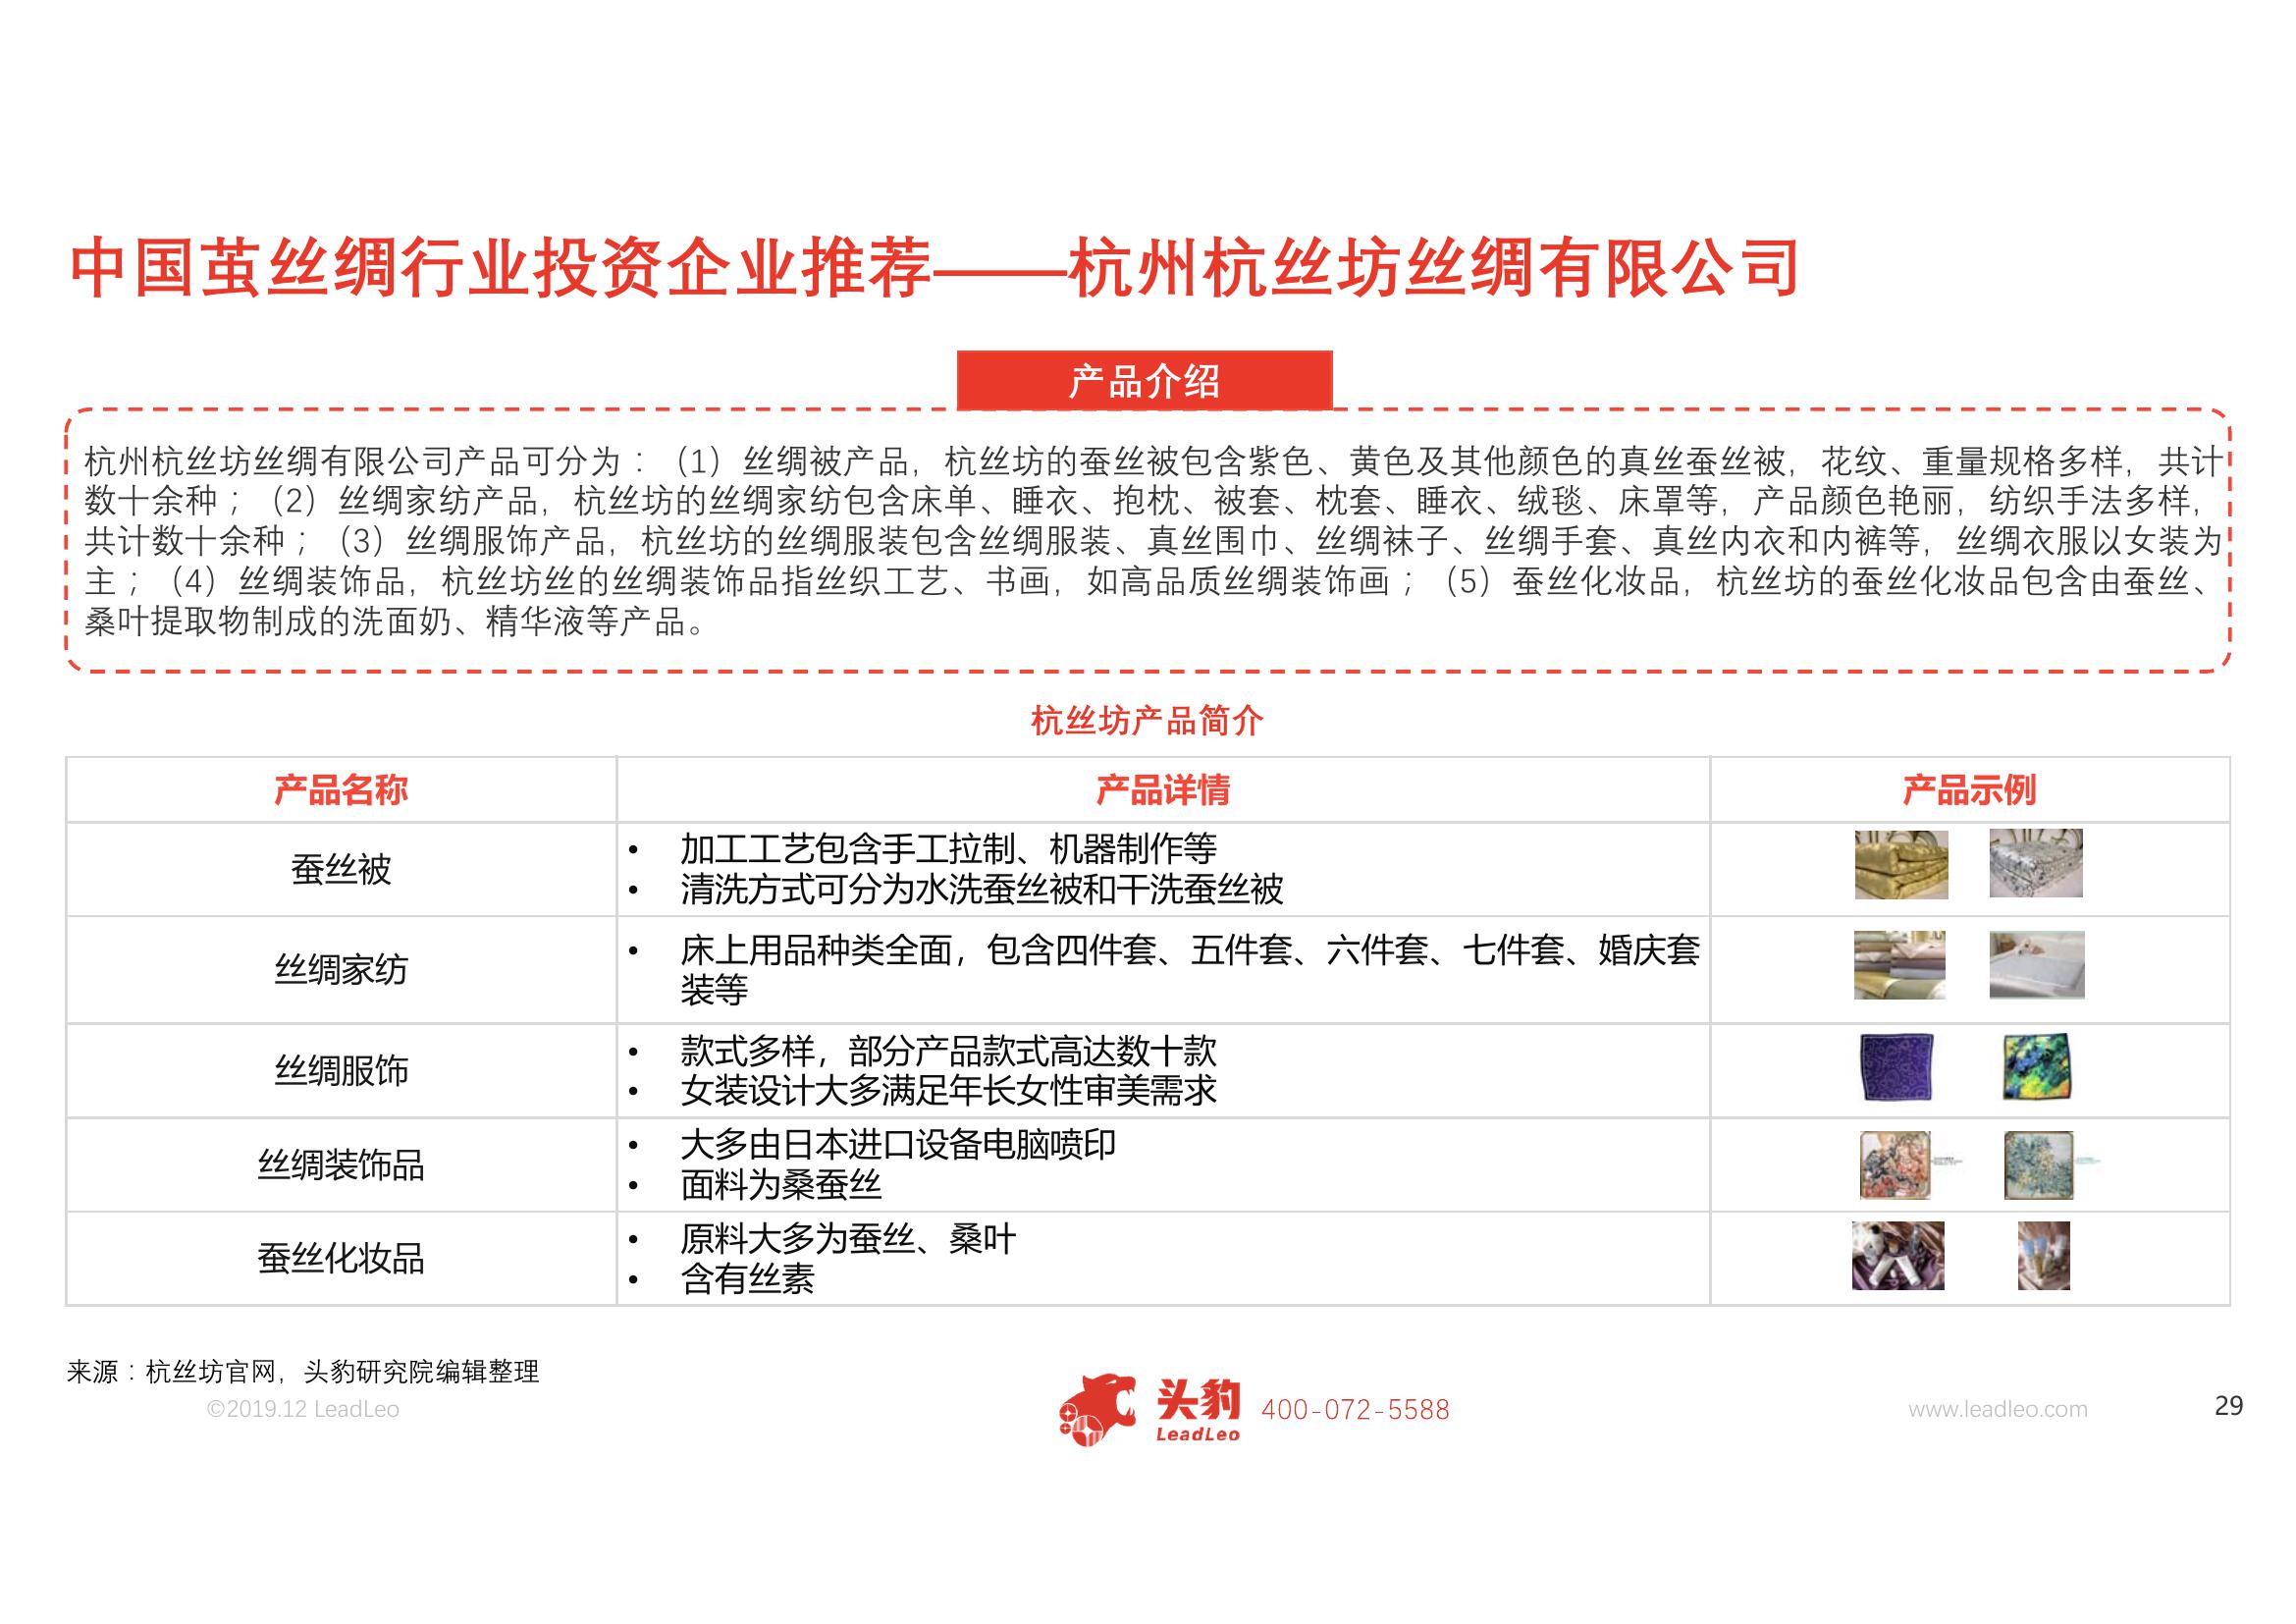 中国茧丝绸行业投资企业推荐——杭州杭丝坊丝绸有限公司
产品介绍
杭州杭丝坊丝绸有限公司产品可分为：（1）丝绸被产品，杭丝坊的蚕丝被包含紫色、黄色及其他颜色的真丝蚕丝被，花纹、重量规格多样，共计
数十余种；（2）丝绸家纺产品，杭丝坊的丝绸家纺包含床单、睡衣、抱枕、被套、枕套、睡衣、绒毯、床罩等，产品颜色艳丽，纺织手法多样，
共计数十余种；（3）丝绸服饰产品，杭丝坊的丝绸服装包含丝绸服装、真丝围巾、丝绸袜子、丝绸手套、真丝内衣和内裤等，丝绸衣服以女装为
主；（4）丝绸装饰品，杭丝坊丝的丝绸装饰品指丝织工艺、书画，如高品质丝绸装饰画；（5）蚕丝化妆品，杭丝坊的蚕丝化妆品包含由蚕丝、
桑叶提取物制成的洗面奶、精华液等产品。
杭丝坊产品简介
产品名称 产品详情 产品示例
蚕丝被
• 加工工艺包含手工拉制、机器制作等
• 清洗方式可分为水洗蚕丝被和干洗蚕丝被
丝绸家纺
• 床上用品种类全面，包含四件套、五件套、六件套、七件套、婚庆套
装等
丝绸服饰
• 款式多样，部分产品款式高达数十款
• 女装设计大多满足年长女性审美需求
丝绸装饰品
• 大多由日本进口设备电脑喷印
• 面料为桑蚕丝
蚕丝化妆品
• 原料大多为蚕丝、桑叶
• 含有丝素
来源：杭丝坊官网，头豹研究院编辑整理
©2019.12 LeadLeo
头豹
LeadLeo
400-072-5588
www.leadleo.com
29